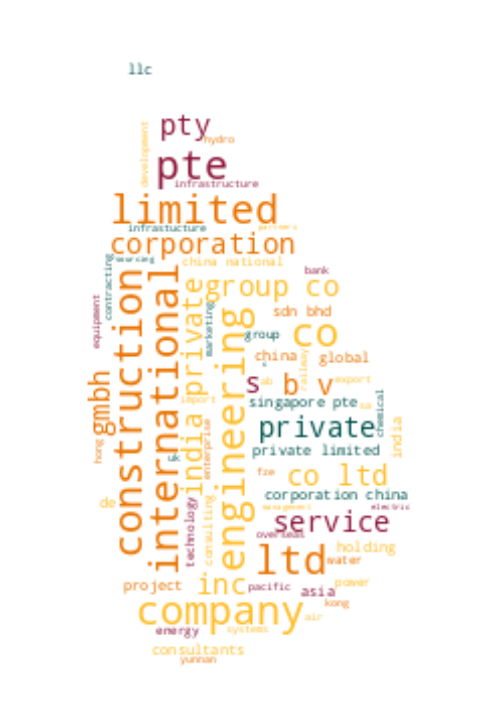 llc
pty
hydro
development
pte
infrastructure
limited
infrastucture
partners
corporation
sourcing
china national
contracting
bank
group co
equipment
construction
international
india private
marketing
engineering
sdn bhd
group
co
china
global
railway
gmbh
s
ab
b v
export
import
singapore pte
sa
chemical
hong
private
india
enterprise
uk
private limited
fze
co ltd
de
corporation china
technology
consulting
management
electric
service
overseas
ltd
holding
water
project
inc
pacific
asia
power
company
kong
air
energy
systems
consultants
yunnan